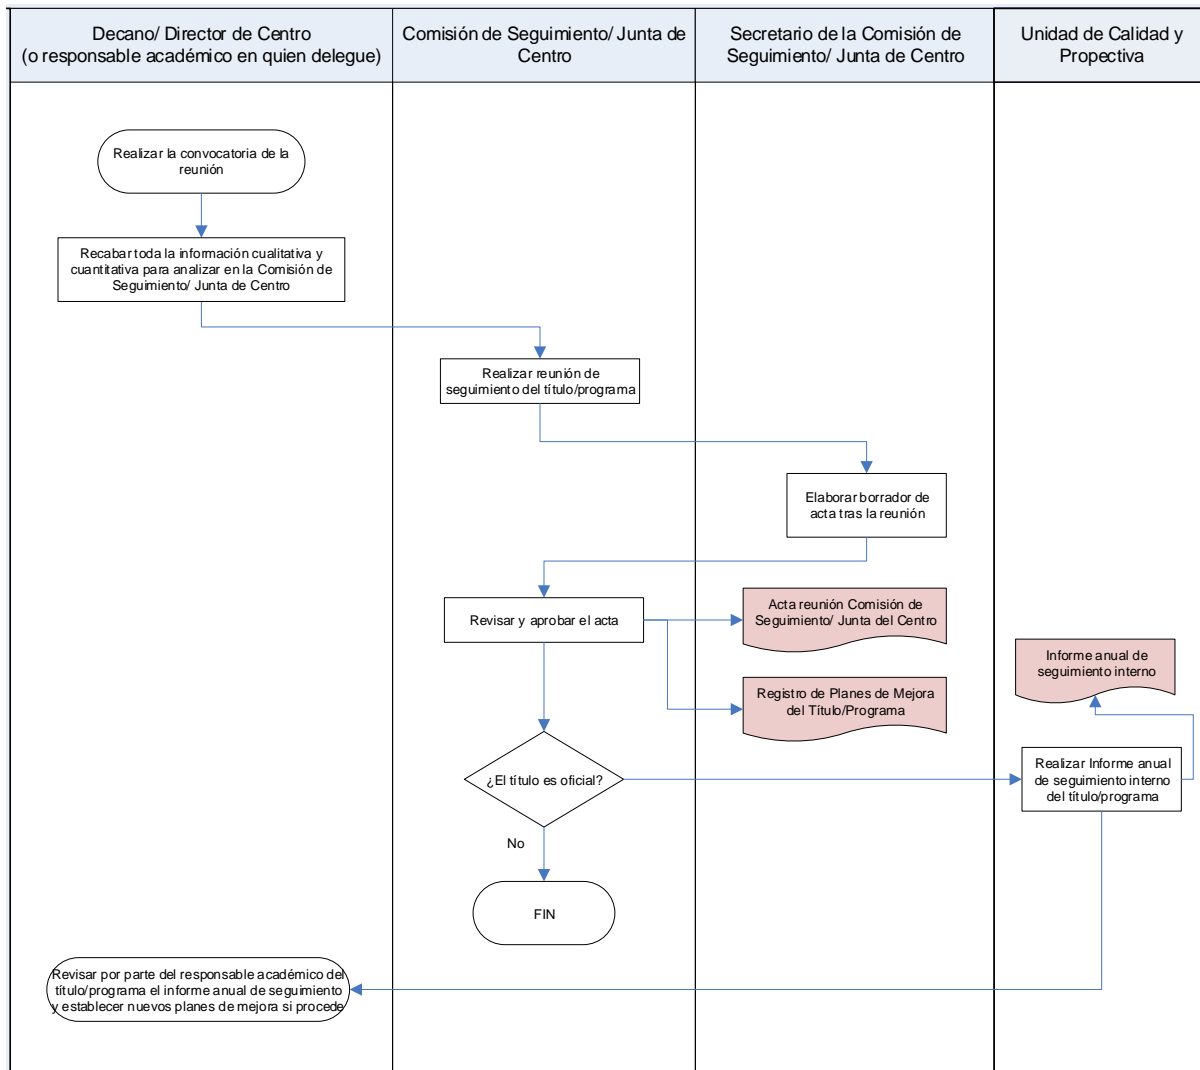 Decano/ Director de Centro
(o responsable académico en quien delegue)
Comisión de Seguimiento/ Junta de
Centro
Secretario de la Comisión de
Seguimiento/ Junta de Centro
Unidad de Calidad y
Propectiva
Realizar la convocatoria de la
reunión
Recabar toda la información cualitativa y
cuantitativa para analizar en la Comisión de
Seguimiento/ Junta de Centro
Realizar reunión de
seguimiento del título/programa
Elaborar borrador de
acta tras la reunión
Revisar y aprobar el acta
Acta reunión Comisión de
Seguimiento/ Junta del Centro
Registro de Planes de Mejora
del Título/Programa
Informe anual de
seguimiento interno
¿El título es oficial?
Realizar Informe anual
de seguimiento interno
del título/programa
No
FIN
Revisar por parte del responsable académico del
título/programa el informe anual de seguimiento
y establecer nuevos planes de mejora si procede